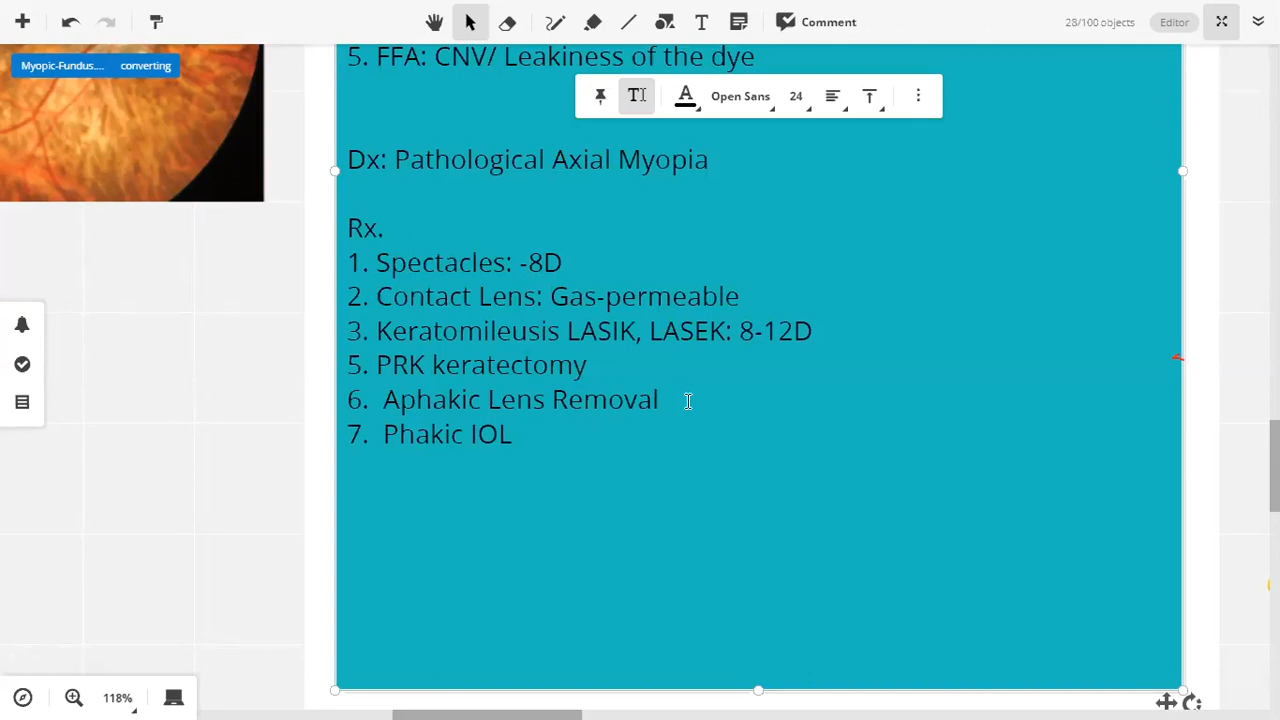 Comment
28/100 objects
Editor
5. FFA: CNV/ Leakiness of the dye
Myopic-Fundus.... converting
Open Sans 24
Dx: Pathological Axial Myopia
Rx.
1. Spectacles: -8D
2. Contact Lens: Gas-permeable
3. Keratomileusis LASIK, LASEK: 8-12D
5. PRK keratectomy
6. Aphakic Lens Removal
7. Phakic IOL
118%